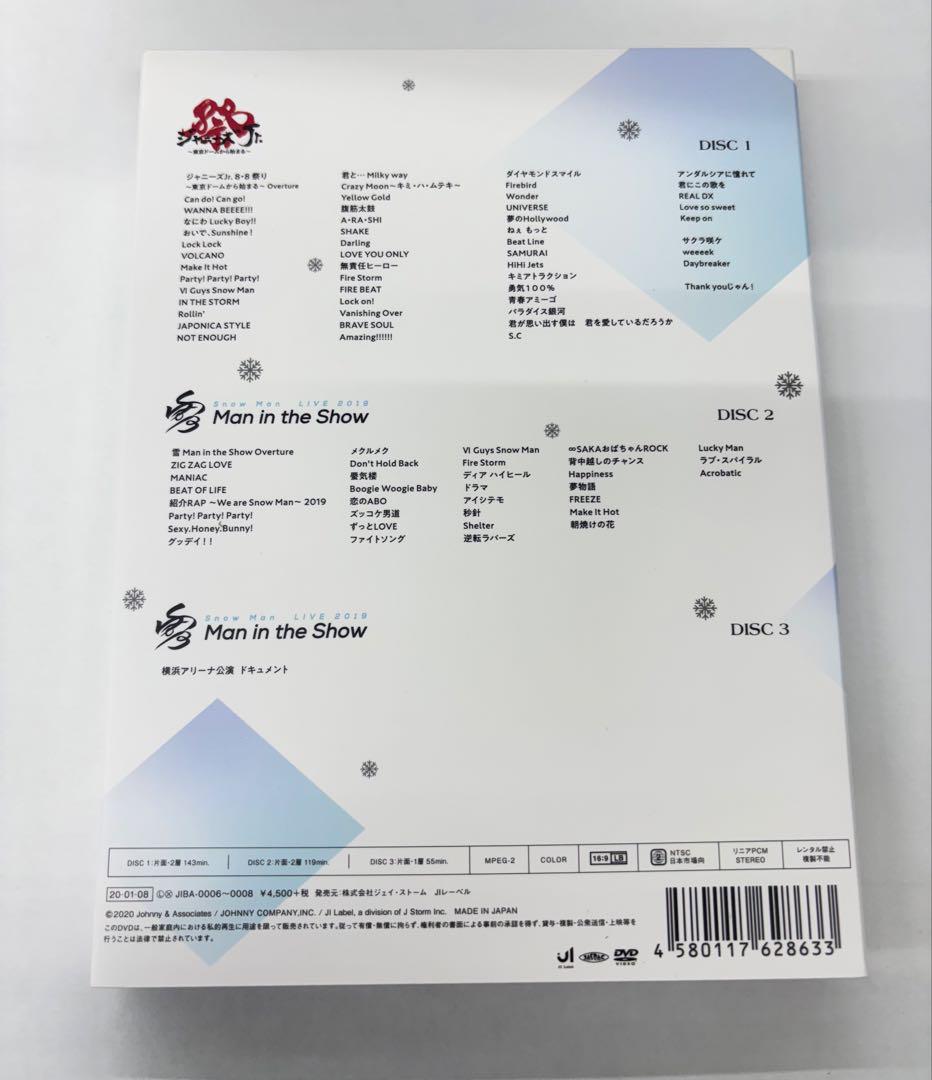 祭
ジャニーズJr.
～東京ドームから始まる～
DISC 1
ジャニーズJr. 8・8 祭り
～東京ドームから始まる～ Overture
Can do! Can go!
WANNA BEEEE!!!
なにわ Lucky Boy!!
おいで、Sunshine！
Lock Lock
VOLCANO
Make It Hot
Party! Party! Party!
VI Guys Snow Man
IN THE STORM
Rollin'
JAPONICA STYLE
NOT ENOUGH
君と… Milky way
Crazy Moon～キミ・ハ・ムテキ～
Yellow Gold
腹筋太鼓
A・RA・SHI
SHAKE
Darling
LOVE YOU ONLY
無責任ヒーロー
Fire Storm
FIRE BEAT
Lock on!
Vanishing Over
BRAVE SOUL
Amazing!!!!!!
ダイヤモンドスマイル
Firebird
Wonder
UNIVERSE
夢のHollywood
ねぇ もっと
Beat Line
SAMURAI
HiHi Jets
キミアトラクション
勇気１００％
青春アミーゴ
パラダイス銀河
君が思い出す僕は 君を愛しているだろうか
S.C
アンダルシアに憧れて
君にこの歌を
REAL DX
Love so sweet
Keep on
サクラ咲ケ
weeeek
Daybreaker
Thank youじゃん！
Snow Man LIVE 2019
雪 Man in the Show
DISC 2
雪 Man in the Show Overture
ZIG ZAG LOVE
MANIAC
BEAT OF LIFE
紹介RAP ～We are Snow Man～ 2019
Party! Party! Party!
Sexy.Honey.Bunny!
グッデイ！！
メクルメク
Don't Hold Back
蜃気楼
Boogie Woogie Baby
恋のABO
ズッコケ男道
ずっとLOVE
ファイトソング
VI Guys Snow Man
Fire Storm
ディア ハイヒール
ドラマ
アイシテモ
秒針
Shelter
逆転ラバーズ
∞SAKAおばちゃんROCK
背中越しのチャンス
Happiness
夢物語
FREEZE
Make It Hot
朝焼けの花
Lucky Man
ラブ・スパイラル
Acrobatic
Snow Man LIVE 2019
雪 Man in the Show
DISC 3
横浜アリーナ公演 ドキュメント
DISC 1：片面・2層 143min. DISC 2：片面・2層 119min. DISC 3：片面・1層 55min. MPEG-2 COLOR 16:9 LB 2 NTSC 日本市場向 リニアPCM STEREO レンタル禁止 複製不能
20・01・08 ⓁⓍ JIBA-0006～0008 ￥4,500＋税 発売元：株式会社ジェイ・ストーム JIレーベル
©2020 Johnny & Associates / JOHNNY COMPANY,INC. / JI Label, a division of J Storm Inc. MADE IN JAPAN
このDVDは、一般家庭内における私的再生に用途を限って販売されています。従って有償・無償に拘らず、権利者の書面による事前の承諾を得ず、貸与・複製・公衆送信・上映等を
行うことは法律で禁止されています。
JI Label JASRAC DVD VIDEO
4 580117 628633